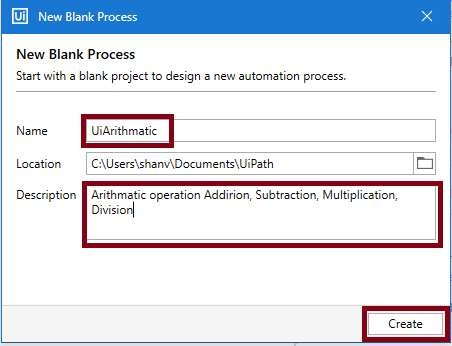 Ui New Blank Process
New Blank Process
Start with a blank project to design a new automation process.
Name UiArithmatic
Location C:\Users\shanv\Documents\UiPath
Description Arithmatic operation Addirion, Subtraction, Multiplication,
Division
Create